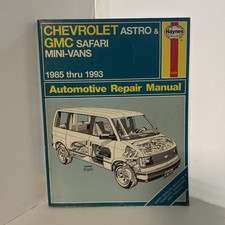 CHEVROLET ASTRO &
GMC SAFARI
MINI-VANS
Haynes
1985 thru 1993
Automotive Repair Manual